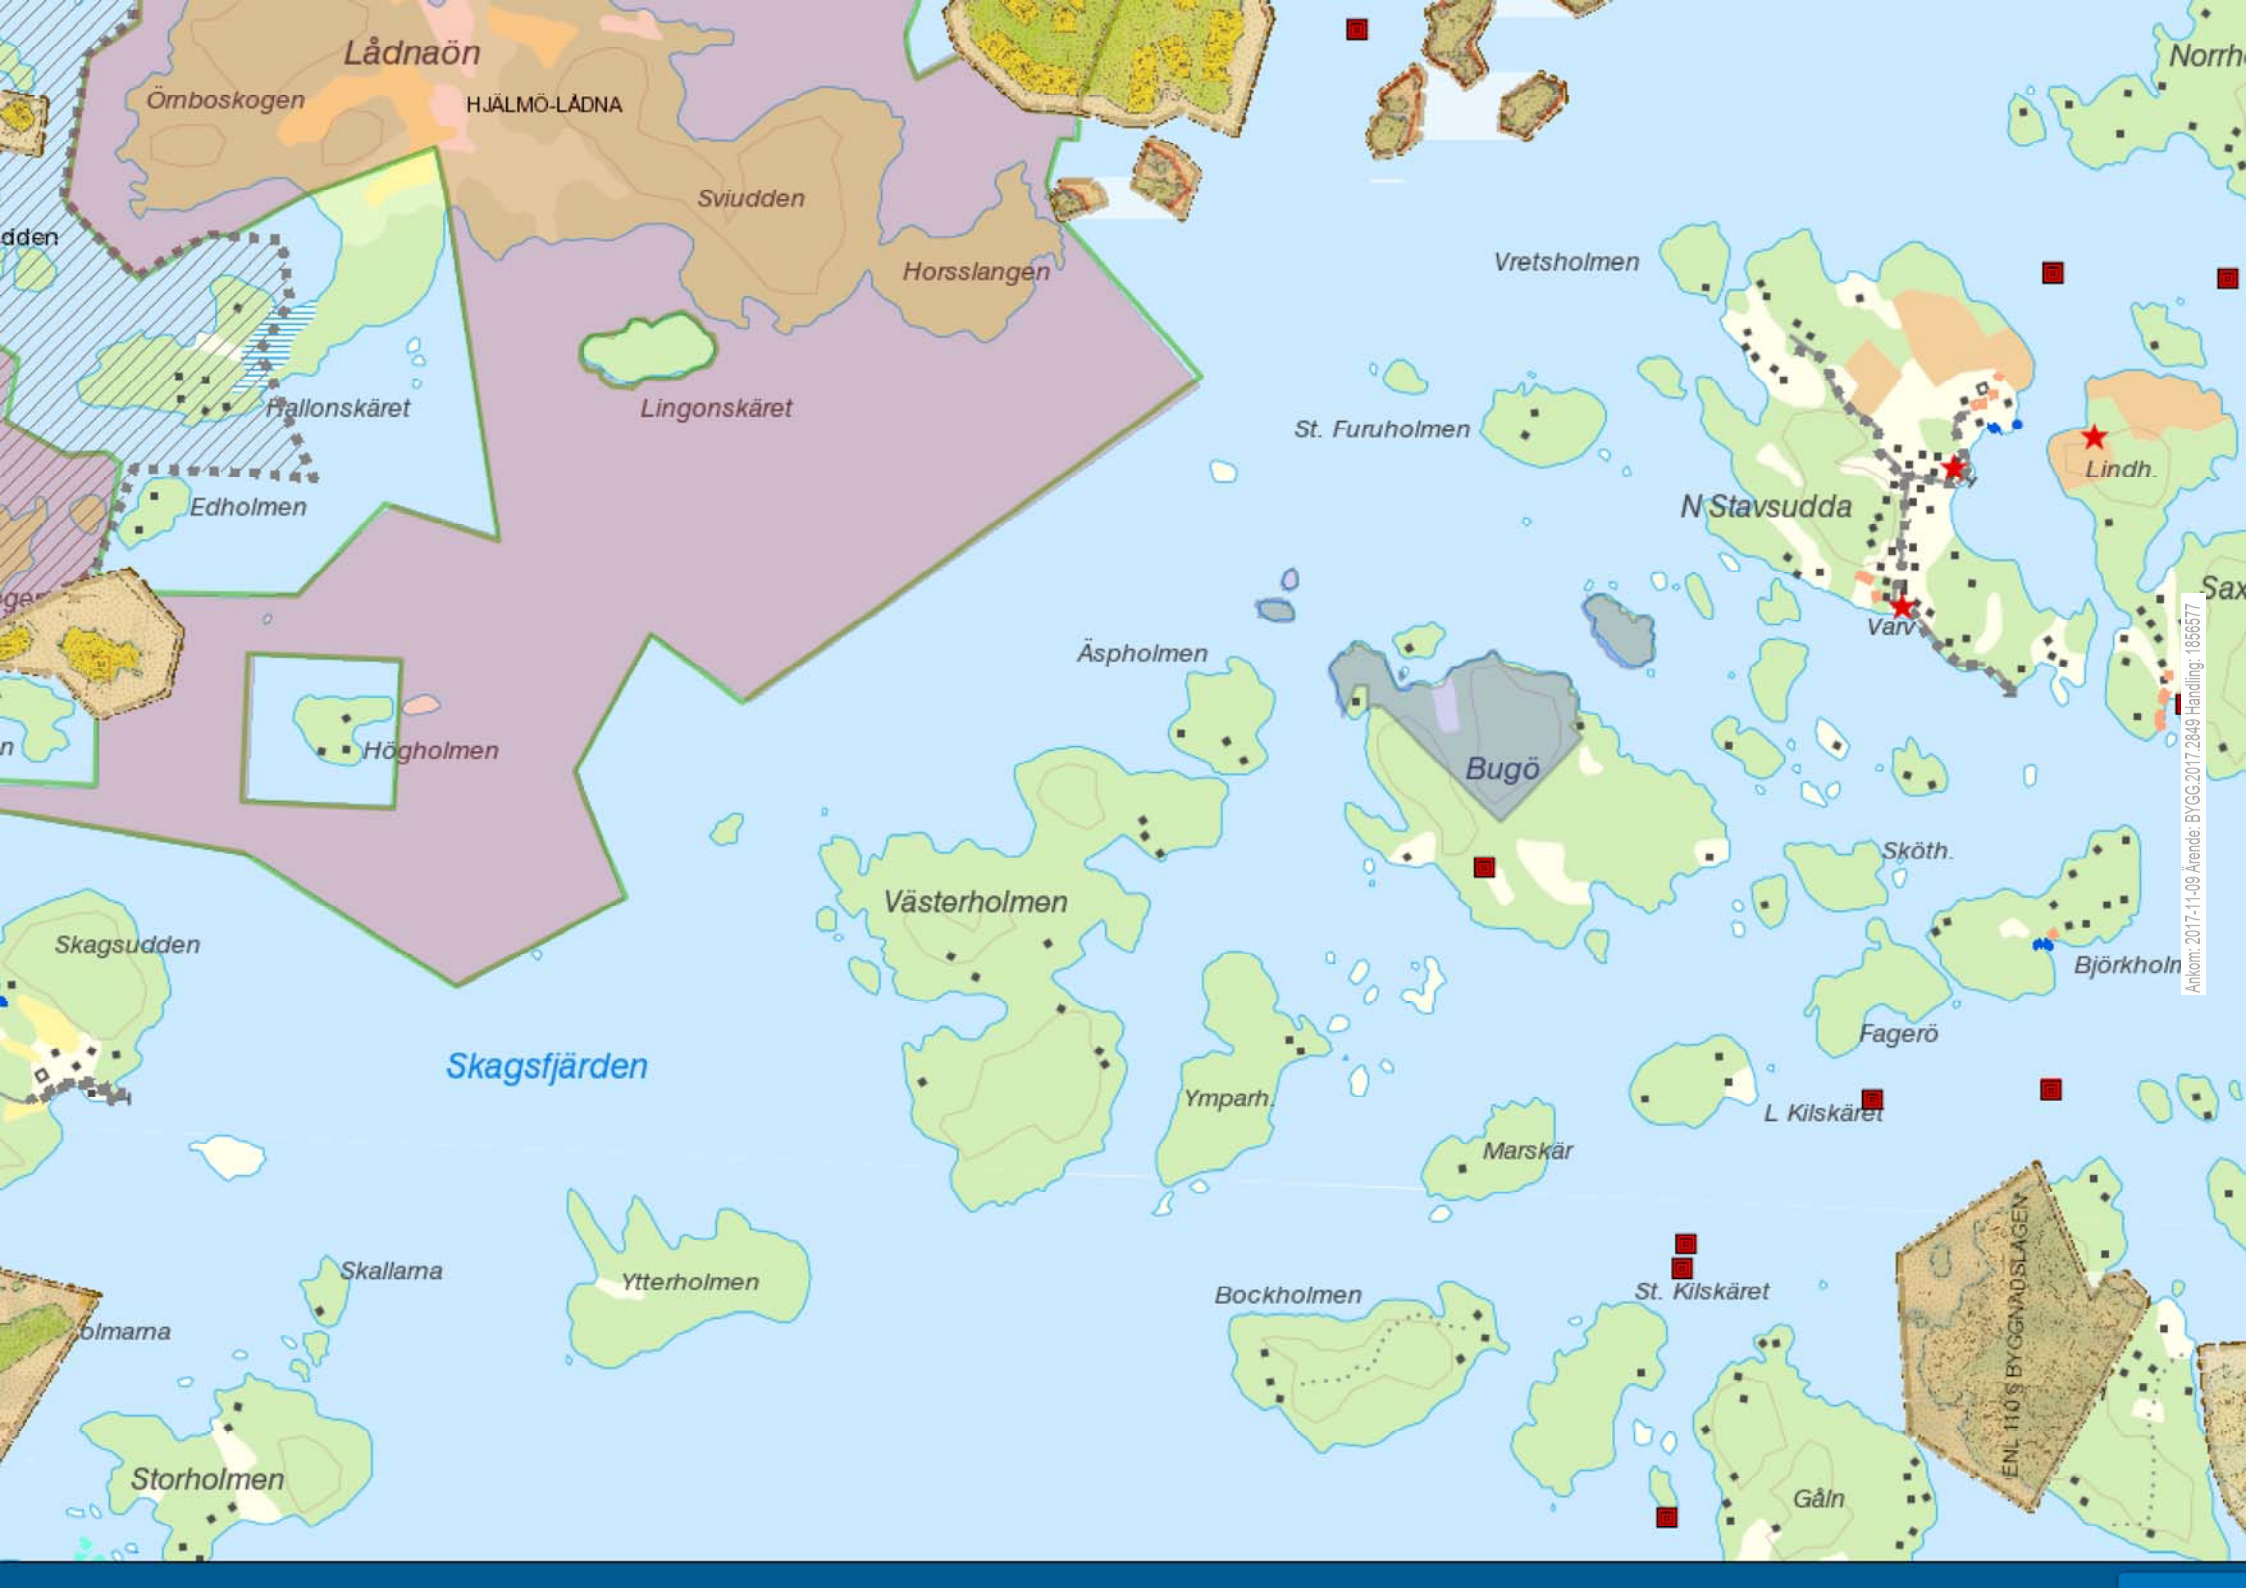 Lådnaön
Norrh
Örnboskogen
HJÄLMÖ-LÅDNA
Sviudden
dden
Horsslangen
Vretsholmen
Hallonskäret
Lingonskäret
St. Furuholmen
Lindh.
Edholmen
N Stavsudda
Sax
Varv
Äspholmen
Högholmen
n
Bugö
Sköth.
Västerholmen
Skagsudden
Björkholm
Fagerö
Skagsfjärden
Ymparh.
L Kilskäret
Marskär
Skallarna
Ytterholmen
Bockholmen
St. Kilskäret
olmarna
Storholmen
Gåln
ENL 110 § BYGGNADSLAGEN
Ankom: 2017-11-09 Ärende: BYGG.2017.2849 Handling: 1856577